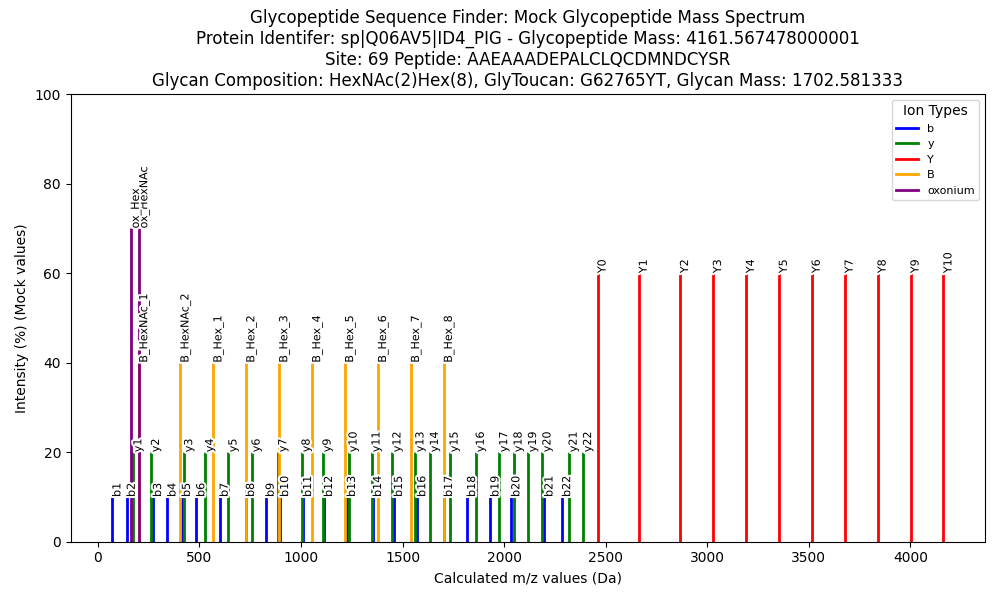 Glycopeptide Sequence Finder: Mock Glycopeptide Mass Spectrum
Protein Identifer: sp|Q06AV5|ID4_PIG - Glycopeptide Mass: 4161.567478000001
Site: 69 Peptide: AAEAAADEPALCLQCDMNDCYSR
Glycan Composition: HexNAc(2)Hex(8), GlyToucan: G62765YT, Glycan Mass: 1702.581333
Intensity (%) (Mock values)
100
80
60
40
20
0
Ion Types
b
y
Y
B
oxonium
ox_Hex
ox_HexNAc
B_HexNAc_1
B_HexNAc_2
B_Hex_1
B_Hex_2
B_Hex_3
B_Hex_4
B_Hex_5
B_Hex_6
B_Hex_7
B_Hex_8
Y0
Y1
Y2
Y3
Y4
Y5
Y6
Y7
Y8
Y9
Y10
y1
y2
y3
y4
y5
y6
y7
y8
y9
y10
y11
y12
y13
y14
y15
y16
y17
y18
y19
y20
y21
y22
b1
b2
b3
b4
b5
b6
b7
b8
b9
b10
b11
b12
b13
b14
b15
b16
b17
b18
b19
b20
b21
b22
0
500
1000
1500
2000
2500
3000
3500
4000
Calculated m/z values (Da)